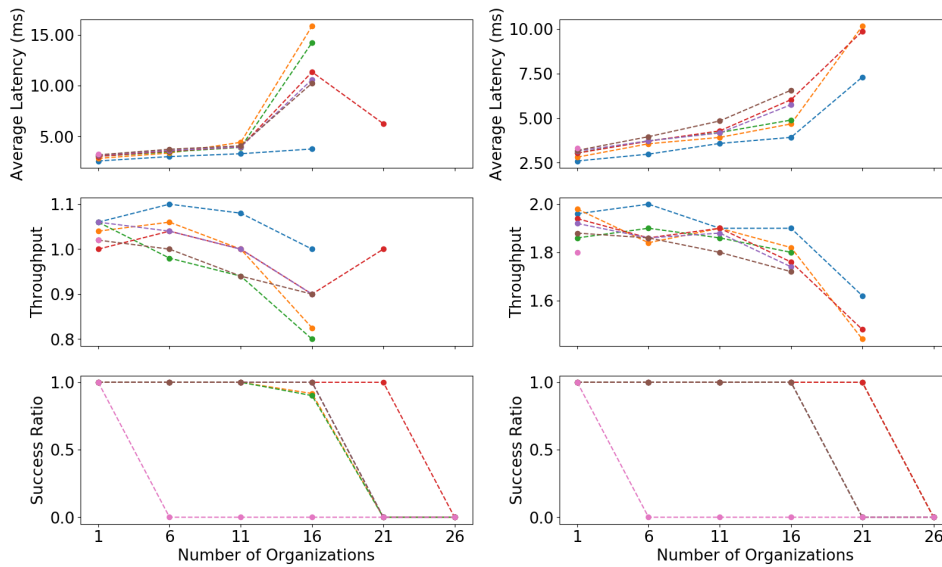 Average Latency (ms)
15.00
10.00
5.00
Average Latency (ms)
10.00
7.50
5.00
2.50
Throughput
1.1
1.0
0.9
0.8
Throughput
2.0
1.8
1.6
Success Ratio
1.0
0.5
0.0
1 6 11 16 21 26
Number of Organizations
Success Ratio
1.0
0.5
0.0
1 6 11 16 21 26
Number of Organizations